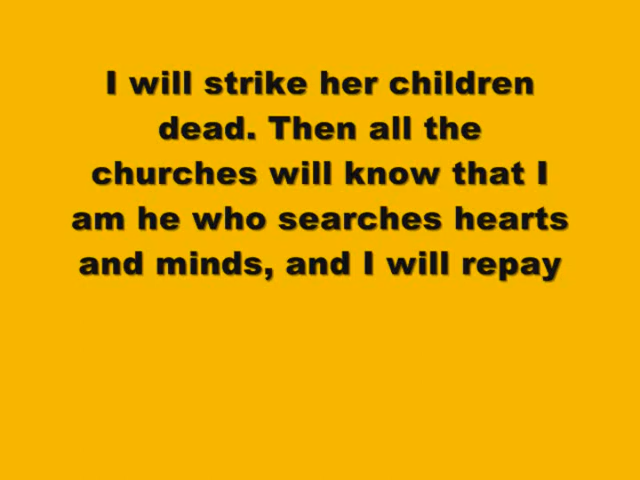 I will strike her children
dead. Then all the
churches will know that I
am he who searches hearts
and minds, and I will repay